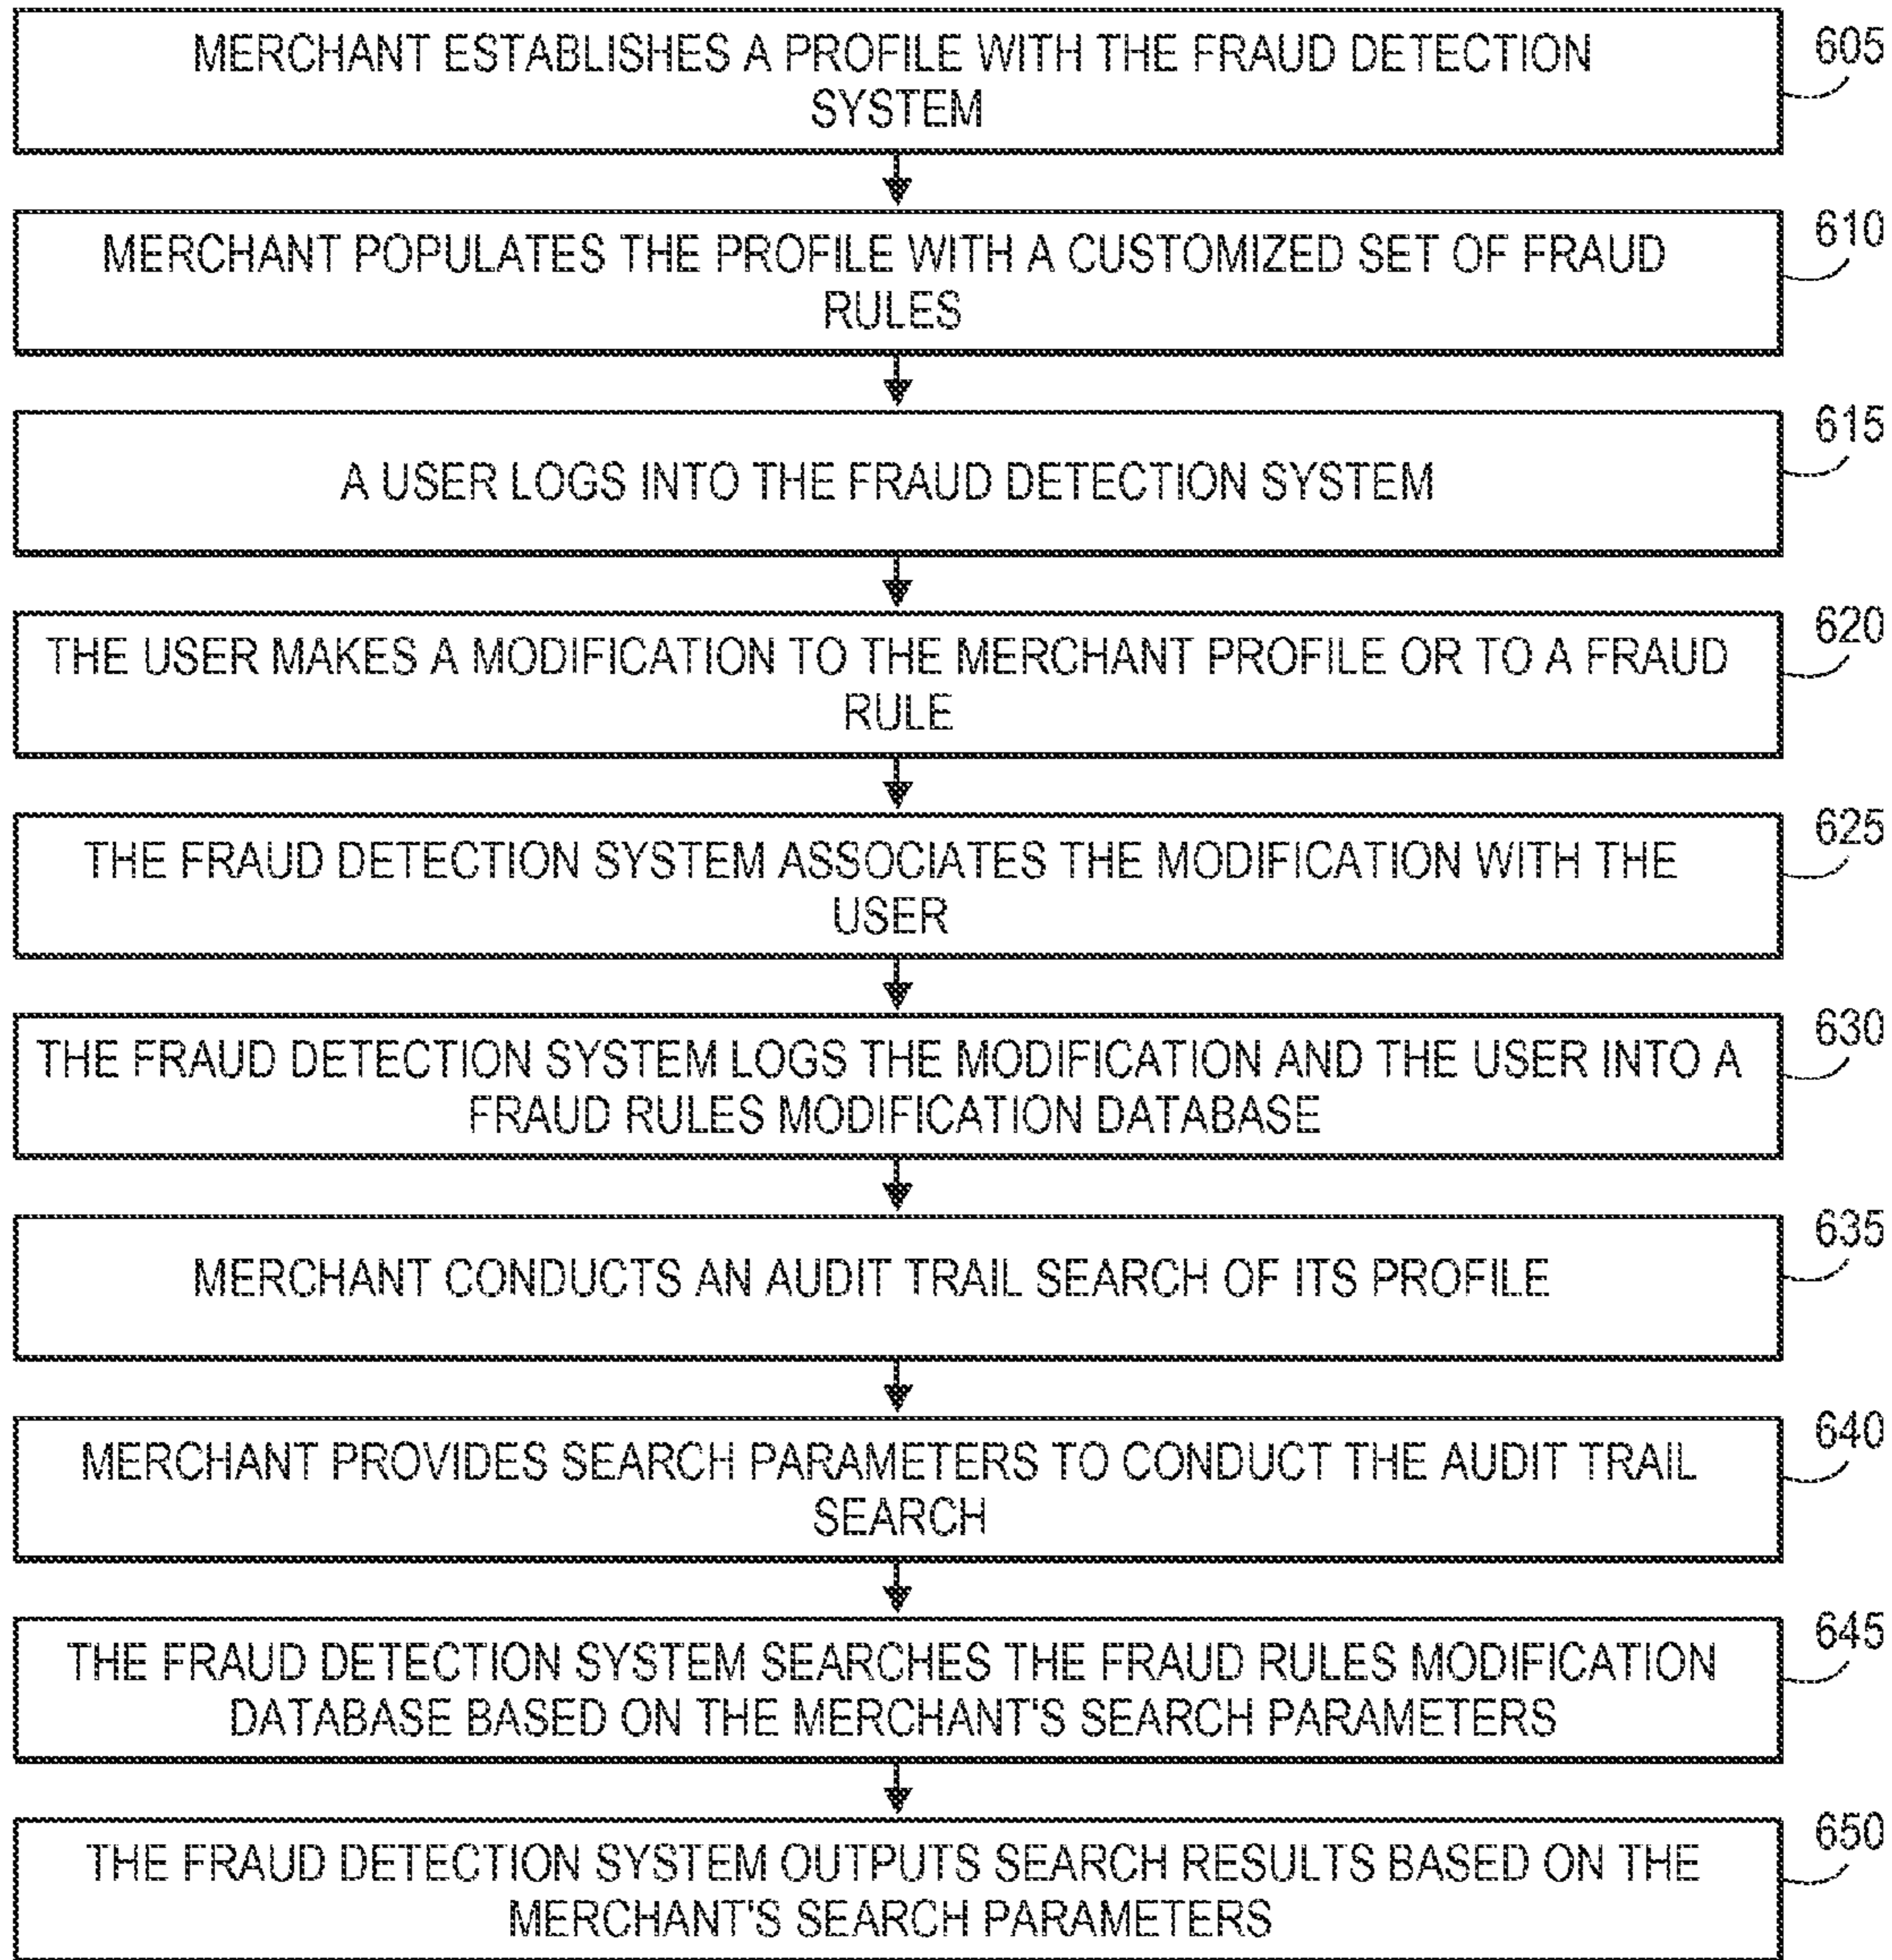 MERCHANT ESTABLISHES A PROFILE WITH THE FRAUD DETECTION
SYSTEM
605
MERCHANT POPULATES THE PROFILE WITH A CUSTOMIZED SET OF FRAUD
RULES
610
A USER LOGS INTO THE FRAUD DETECTION SYSTEM
615
THE USER MAKES A MODIFICATION TO THE MERCHANT PROFILE OR TO A FRAUD
RULE
620
THE FRAUD DETECTION SYSTEM ASSOCIATES THE MODIFICATION WITH THE
USER
625
THE FRAUD DETECTION SYSTEM LOGS THE MODIFICATION AND THE USER INTO A
FRAUD RULES MODIFICATION DATABASE
630
MERCHANT CONDUCTS AN AUDIT TRAIL SEARCH OF ITS PROFILE
635
MERCHANT PROVIDES SEARCH PARAMETERS TO CONDUCT THE AUDIT TRAIL
SEARCH
640
THE FRAUD DETECTION SYSTEM SEARCHES THE FRAUD RULES MODIFICATION
DATABASE BASED ON THE MERCHANT'S SEARCH PARAMETERS
645
THE FRAUD DETECTION SYSTEM OUTPUTS SEARCH RESULTS BASED ON THE
MERCHANT'S SEARCH PARAMETERS
650